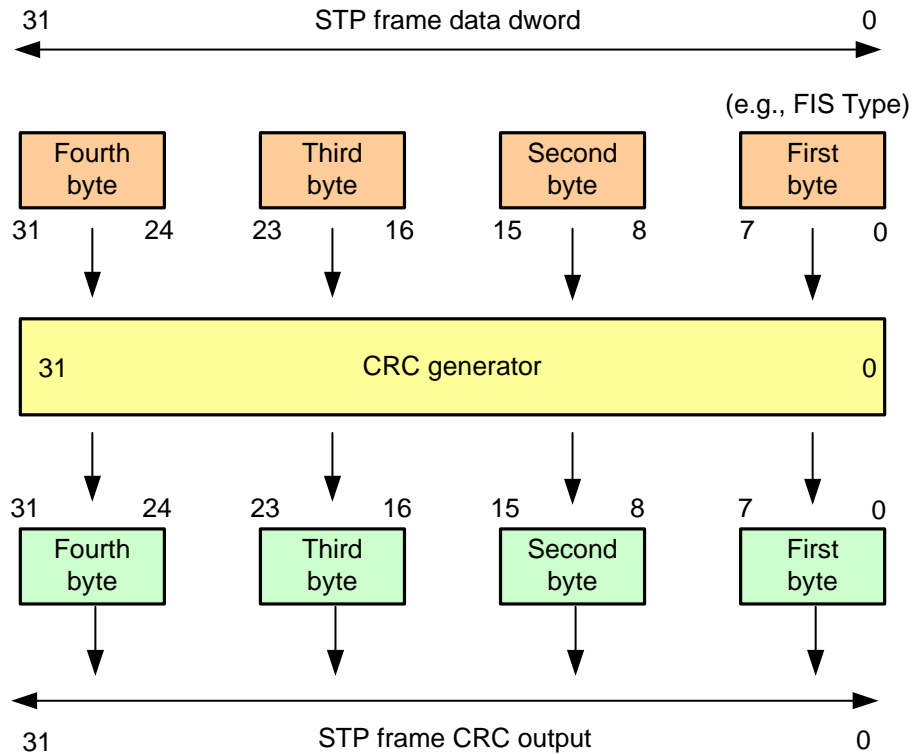 31 STP frame data dword 0
(e.g., FIS Type)
Fourth byte Third byte Second byte First byte
31 24 23 16 15 8 7 0
31 CRC generator 0
31 24 23 16 15 8 7 0
Fourth byte Third byte Second byte First byte
31 STP frame CRC output 0